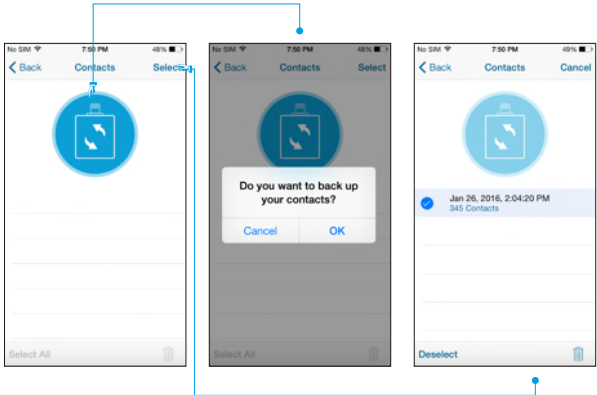 No SIM 7:50 PM 48%
Back Contacts Select
Select All
No SIM 7:50 PM 48%
Back Contacts Select
Do you want to back up
your contacts?
Cancel OK
Select All
No SIM 7:50 PM 49%
Back Contacts Cancel
Jan 26, 2016, 2:04:20 PM
345 Contacts
Deselect